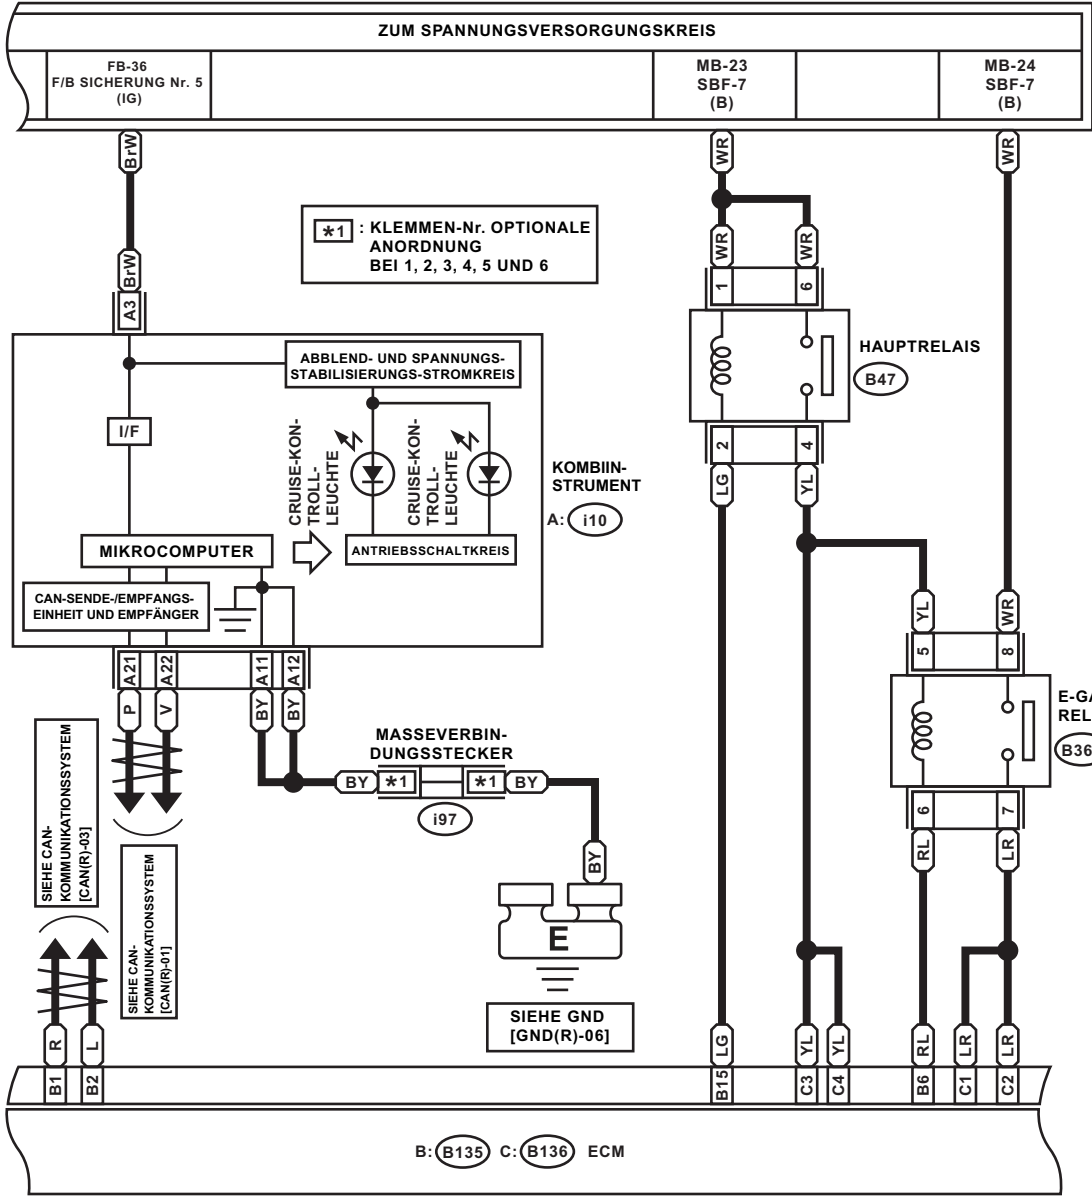 ZUM SPANNUNGSVERSORGUNGSKREIS
FB-36
F/B SICHERUNG Nr. 5
(IG)
MB-23
SBF-7
(B)
MB-24
SBF-7
(B)
BrW
WR
WR
*1 : KLEMMEN-Nr. OPTIONALE
ANORDNUNG
BEI 1, 2, 3, 4, 5 UND 6
BrW
WR
WR
A3
1
6
ABBLEND- UND SPANNUNGS-
STABILISIERUNGS-STROMKREIS
HAUPTRELAIS
B47
I/F
CRUISE-KON-
TROLL-
LEUCHTE
CRUISE-KON-
TROLL-
LEUCHTE
2
4
LG
YL
KOMBIIN-
STRUMENT
A: i10
MIKROCOMPUTER
ANTRIEBSSCHALTKREIS
CAN-SENDE-/EMPFANGS-
EINHEIT UND EMPFÄNGER
YL
WR
5
8
A21
A22
A11
A12
P
V
BY
BY
E-GA
REL
B36
MASSEVERBIN-
DUNGSSTECKER
BY
*1
*1
BY
i97
6
7
RL
LR
SIEHE CAN-
KOMMUNIKATIONSSYSTEM
[CAN(R)-03]
SIEHE CAN-
KOMMUNIKATIONSSYSTEM
[CAN(R)-01]
BY
E
SIEHE GND
[GND(R)-06]
R
L
LG
YL
YL
RL
LR
LR
B1
B2
B15
C3
C4
B6
C1
C2
B: B135 C: B136 ECM